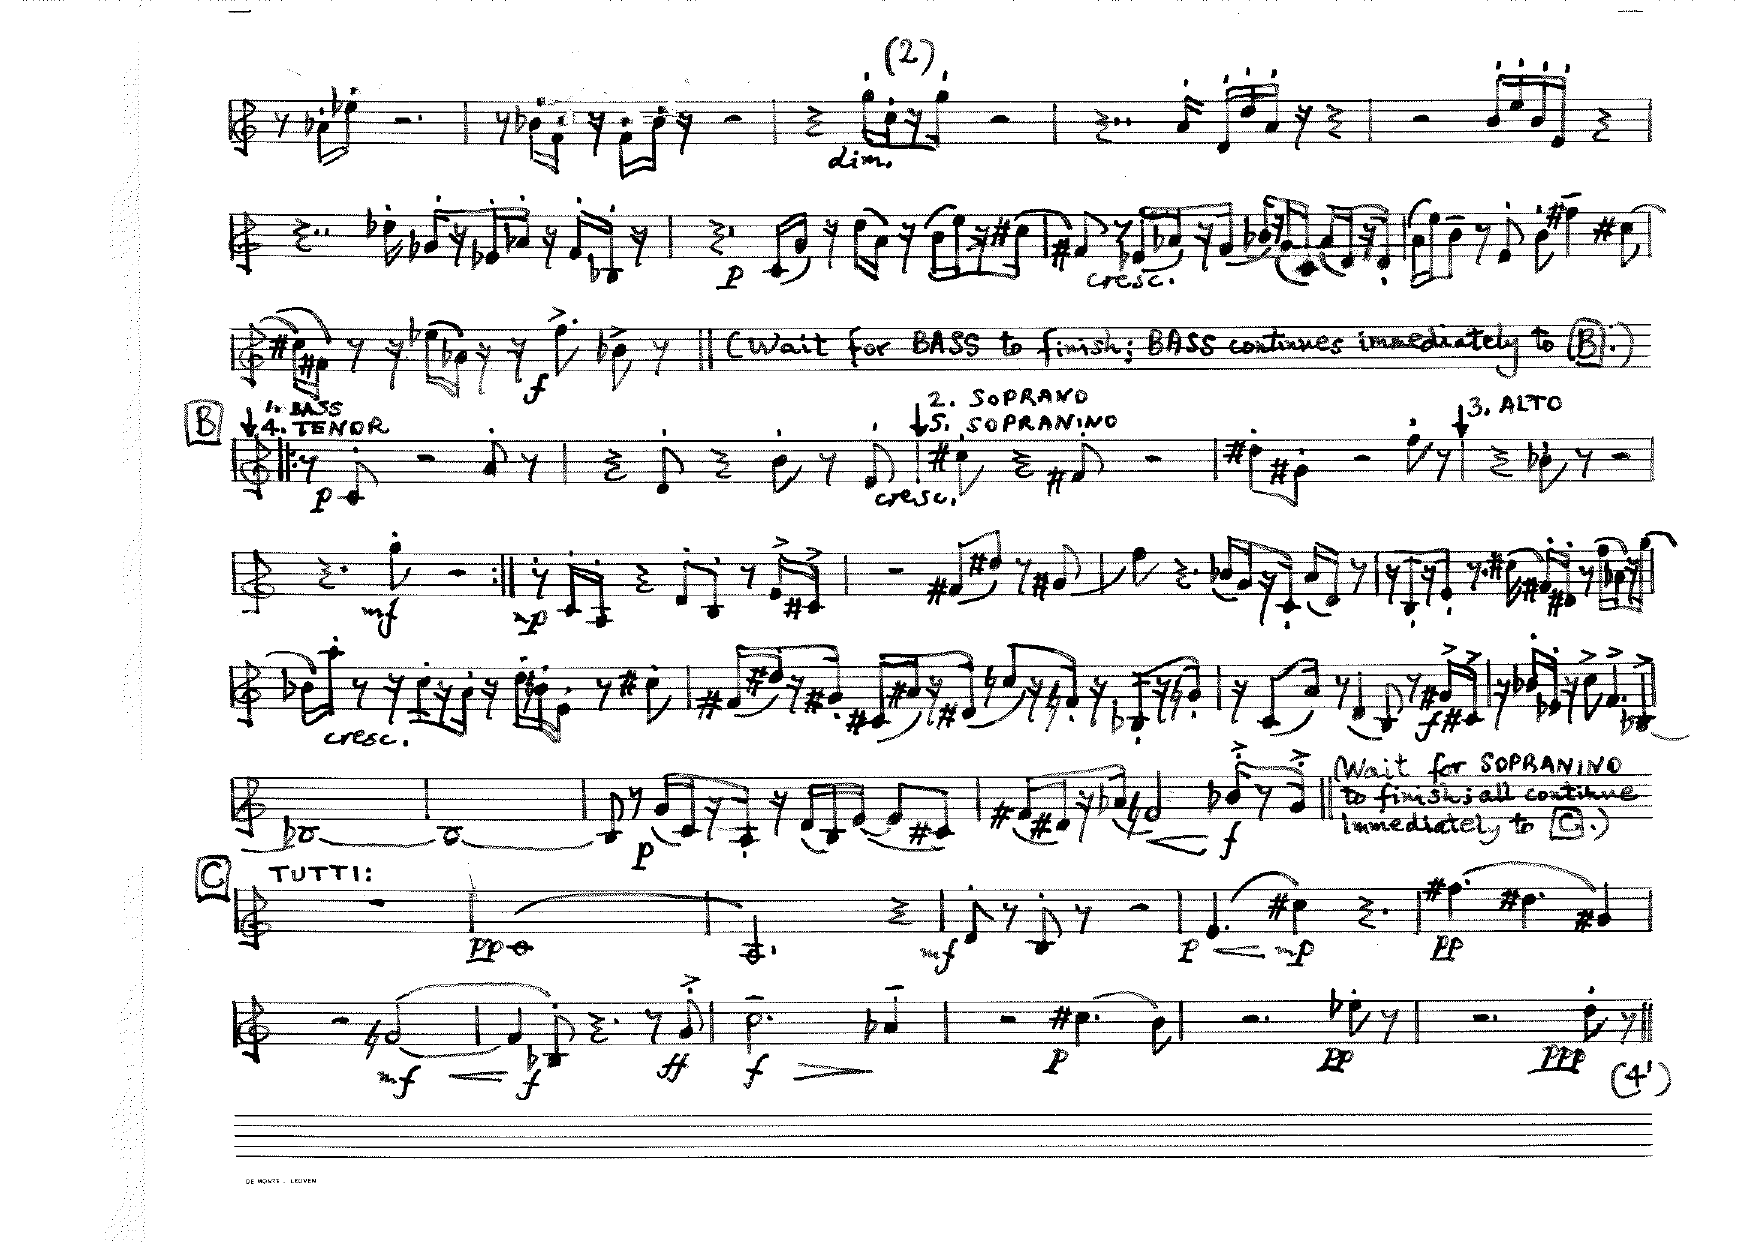 (2)
dim.
p cresc.
f (Wait for BASS to finish; BASS continues immediately to B.)
B 1. BASS 2. SOPRANO 3. ALTO
4. TENOR 5. SOPRANINO
p cresc.
mf mp
cresc. f
(Wait for SOPRANINO
to finish; all continue
immediately to C.)
p f
C TUTTI:
pp mf p mp pp
mf f ff f p pp ppp
(4')
DE MONTE - LEUVEN